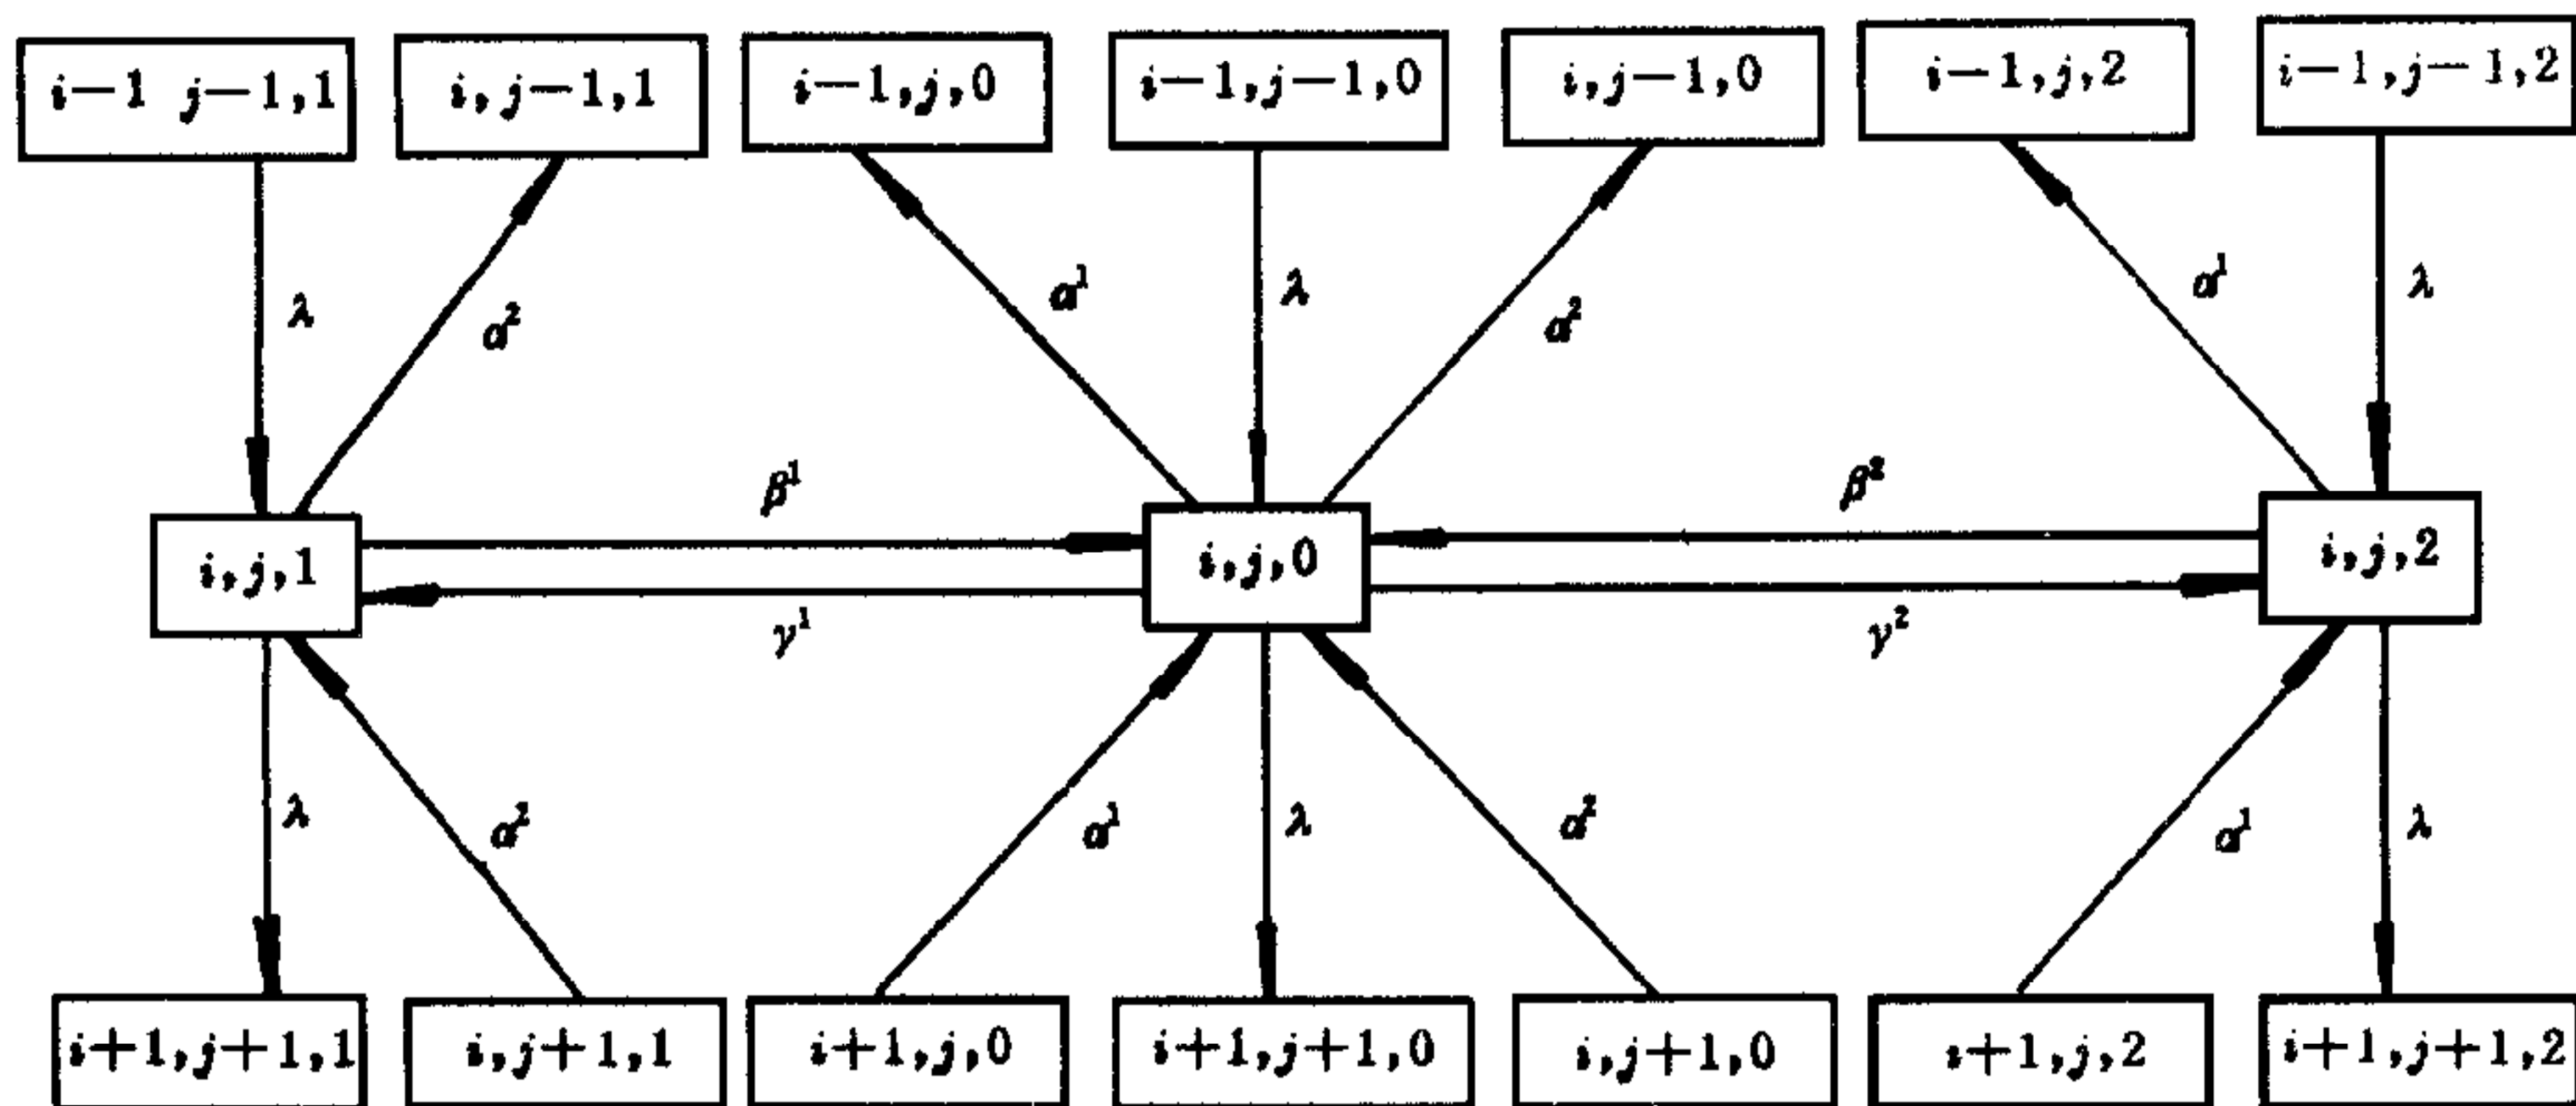 i−1 j−1,1
i,j−1,1
i−1,j,0
i−1,j−1,0
i,j−1,0
i−1,j,2
i−1,j−1,2
λ
α²
α¹
λ
α²
α¹
λ
β¹
β²
i,j,1
i,j,0
i,j,2
γ¹
γ²
λ
α²
α¹
λ
α²
α¹
λ
i+1,j+1,1
i,j+1,1
i+1,j,0
i+1,j+1,0
i,j+1,0
i+1,j,2
i+1,j+1,2